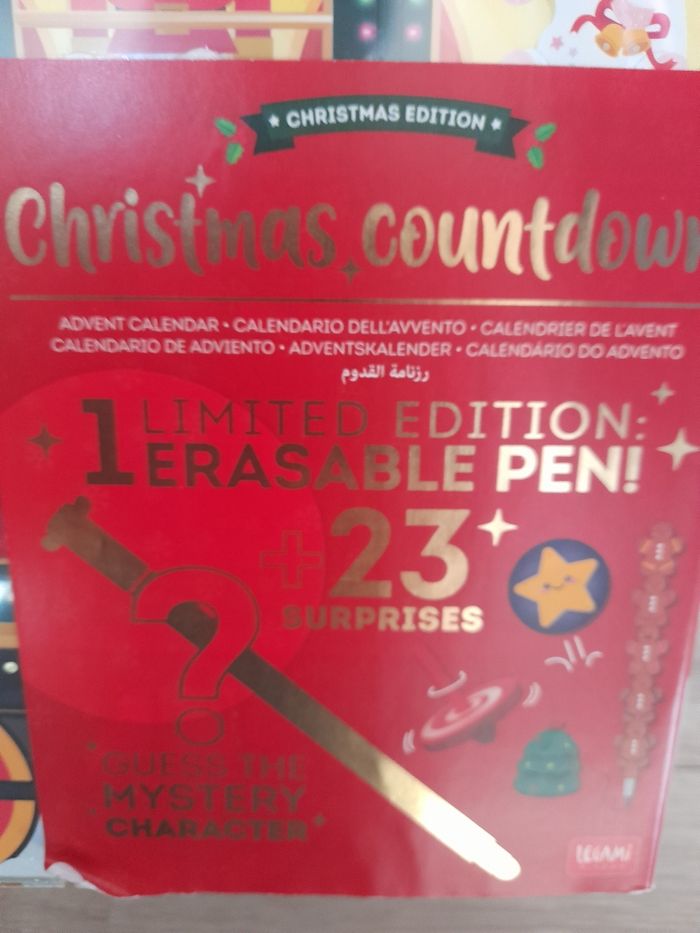 CHRISTMAS EDITION
Christmas countdown
ADVENT CALENDAR • CALENDARIO DELL'AVVENTO • CALENDRIER DE L'AVENT
CALENDARIO DE ADVIENTO • ADVENTSKALENDER • CALENDÁRIO DO ADVENTO
رزنامة القدوم
1 LIMITED EDITION:
ERASABLE PEN!
+23
SURPRISES
?
GUESS THE
MYSTERY
CHARACTER
LEGAMI